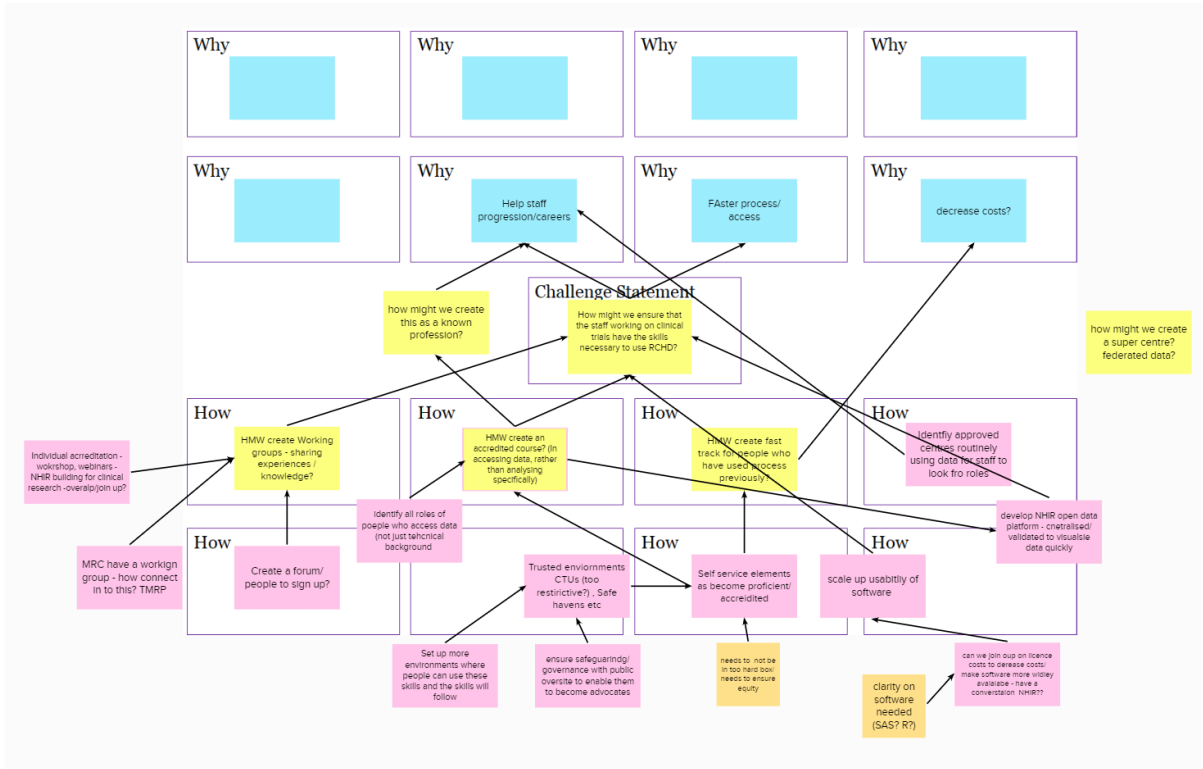 Why
Why
Why
Why
Why
Why
Why
Why
Help staff
progression/careers
FAster process/
access
decrease costs?
how might we create
this as a known
profession?
Challenge Statement
How might we ensure that
the staff working on clinical
trials have the skills
necessary to use RCHD?
how might we create
a super centre?
federated data?
How
How
How
How
Individual acreditation -
wokrshop, webinars -
NHIR building for clinical
research -overalp/join up?
HMW create Working
groups - sharing
experiences /
knowledge?
HMW create an
accredited course? (In
accessing data, rather
than analysing
specifically)
HMW create fast
track for people who
have used process
previously?
Identfiy approved
centres routinely
using data for staff to
look fro roles
Identify all roles of
poeple who access data
(not just tehcnical
background
develop NHIR open data
platform - cnetralised/
validated to visualsie
data quickly
How
How
How
How
MRC have a workign
group - how connect
in to this? TMRP
Create a forum/
people to sign up?
Trusted enviornments
CTUs (too
restirictive?) , Safe
havens etc
Self service elements
as become proficient/
accreidited
scale up usabtliy of
software
Set up more
environments where
people can use these
skills and the skills will
follow
ensure safeguarindg/
governance with public
oversite to enable them
to become advocates
needs to not be
in too hard box/
needs to ensure
equity
clarity on
software
needed
(SAS? R?)
can we join oup on licence
costs to derease costs/
make software more widley
avialalabe - have a
converstaion NHIR??